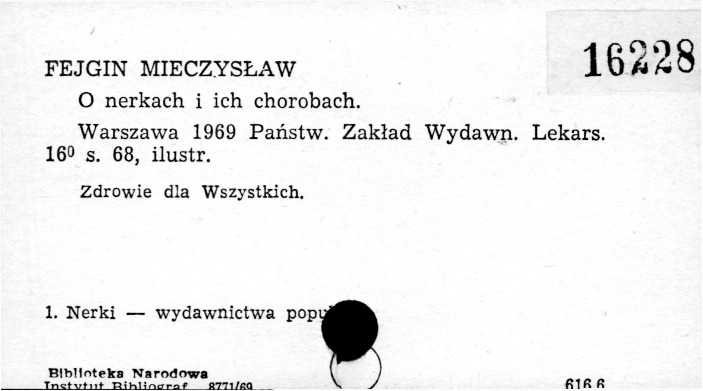 16228
FEJGIN MIECZYSŁAW
O nerkach i ich chorobach.
Warszawa 1969 Państw. Zakład Wydawn. Lekars.
16⁰ s. 68, ilustr.
Zdrowie dla Wszystkich.
1. Nerki — wydawnictwa popul
Biblioteka Narodowa
Instytut Bibliograf. 8771/69 616.6